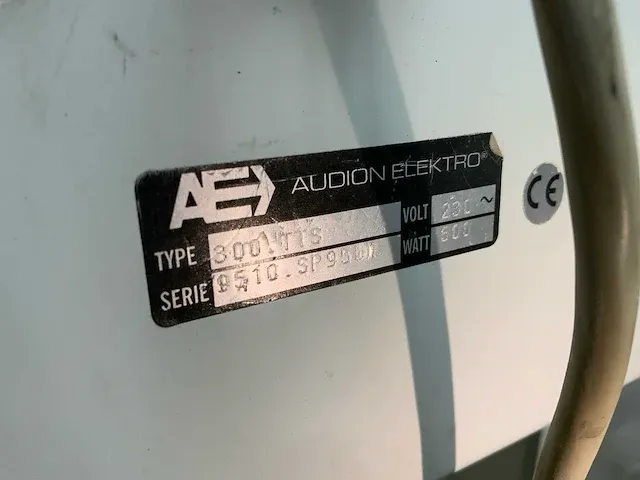 AE
AUDION ELEKTRO®
TYPE
VOLT 230 ~
SERIE
WATT 800
CE